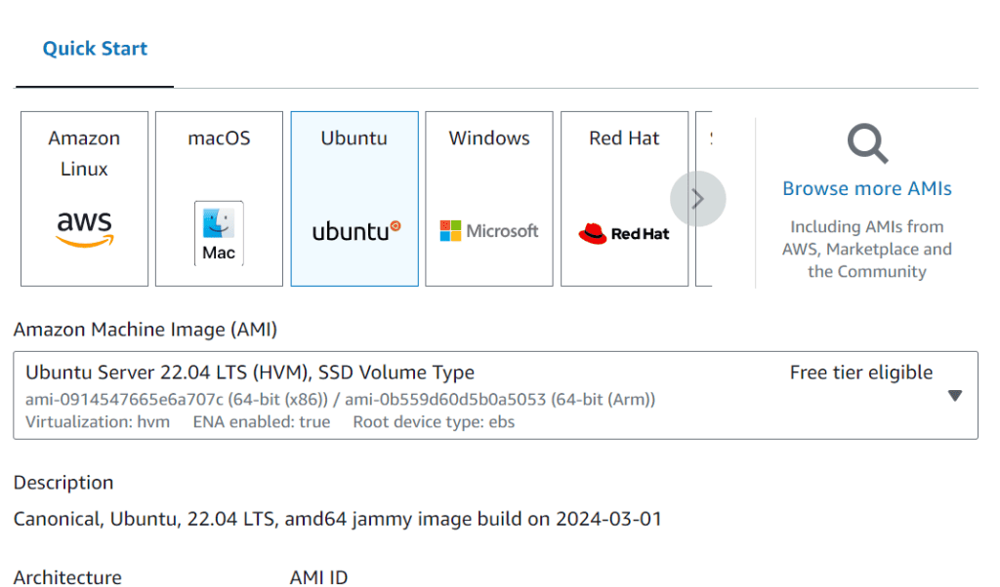 Quick Start
Amazon
Linux
aws
macOS
Mac
Ubuntu
ubuntu
Windows
Microsoft
Red Hat
Red Hat
Browse more AMIs
Including AMIs from
AWS, Marketplace and
the Community
Amazon Machine Image (AMI)
Ubuntu Server 22.04 LTS (HVM), SSD Volume Type
Free tier eligible
ami-0914547665e6a707c (64-bit (x86)) / ami-0b559d60d5b0a5053 (64-bit (Arm))
Virtualization: hvm ENA enabled: true Root device type: ebs
Description
Canonical, Ubuntu, 22.04 LTS, amd64 jammy image build on 2024-03-01
Architecture AMI ID